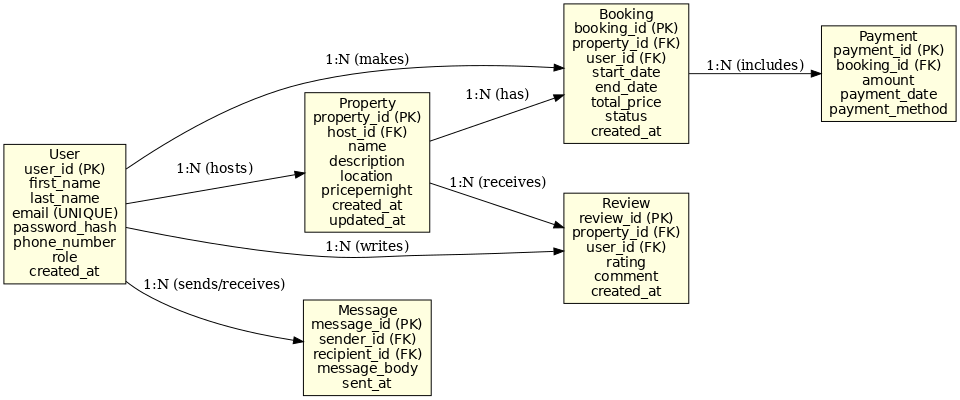 User
user_id (PK)
first_name
last_name
email (UNIQUE)
password_hash
phone_number
role
created_at
1:N (makes)
1:N (hosts)
1:N (writes)
1:N (sends/receives)
Property
property_id (PK)
host_id (FK)
name
description
location
pricepernight
created_at
updated_at
Message
message_id (PK)
sender_id (FK)
recipient_id (FK)
message_body
sent_at
1:N (has)
1:N (receives)
Booking
booking_id (PK)
property_id (FK)
user_id (FK)
start_date
end_date
total_price
status
created_at
Review
review_id (PK)
property_id (FK)
user_id (FK)
rating
comment
created_at
1:N (includes)
Payment
payment_id (PK)
booking_id (FK)
amount
payment_date
payment_method